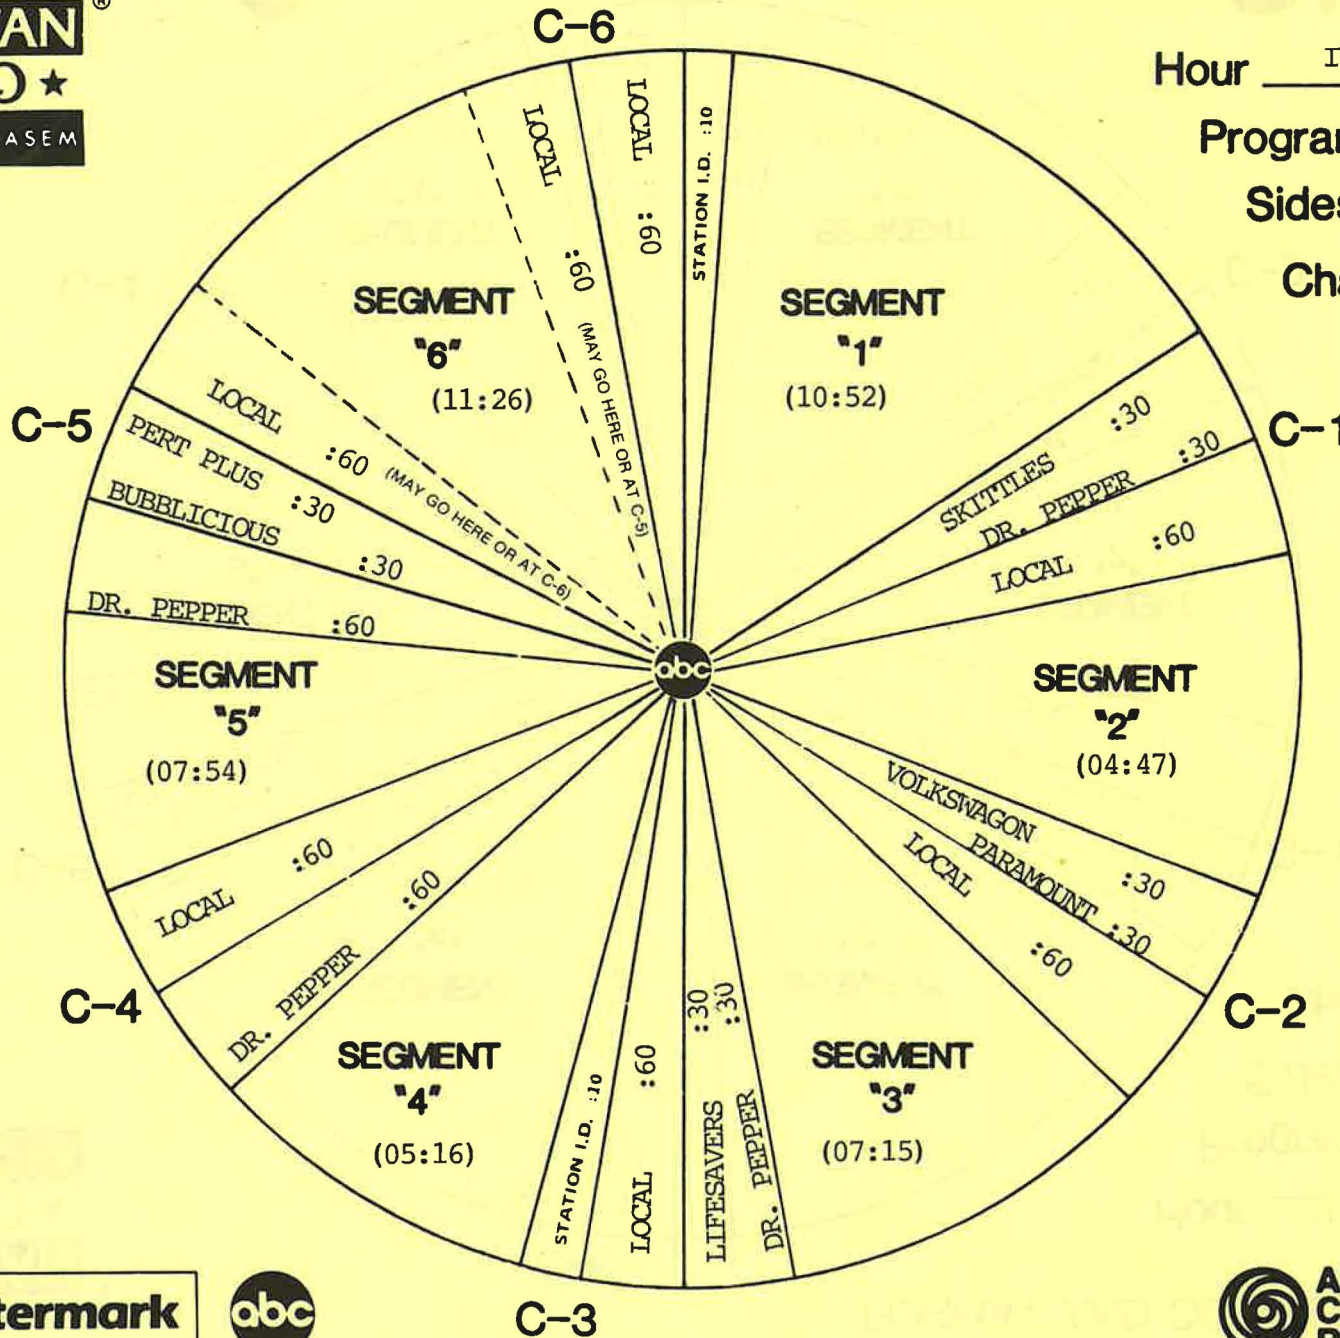 C-6
Hour
ASEM
LOCAL :60
STATION I.D. :10
SEGMENT
"1"
(10:52)
SKITTLES :30
DR. PEPPER :30
LOCAL :60
C-1
SEGMENT
"2"
(04:47)
VOLKSWAGON :30
PARAMOUNT :30
LOCAL :60
C-2
SEGMENT
"3"
(07:15)
DR. PEPPER :30
LIFESAVERS :30
LOCAL :60
STATION I.D. :10
C-3
SEGMENT
"4"
(05:16)
DR. PEPPER :60
LOCAL :60
C-4
SEGMENT
"5"
(07:54)
DR. PEPPER :60
BUBBLICIOUS :30
PERT PLUS :30
C-5
LOCAL :60 (MAY GO HERE OR AT C-6)
SEGMENT
"6"
(11:26)
LOCAL :60 (MAY GO HERE OR AT C-5)
abc
termark
abc